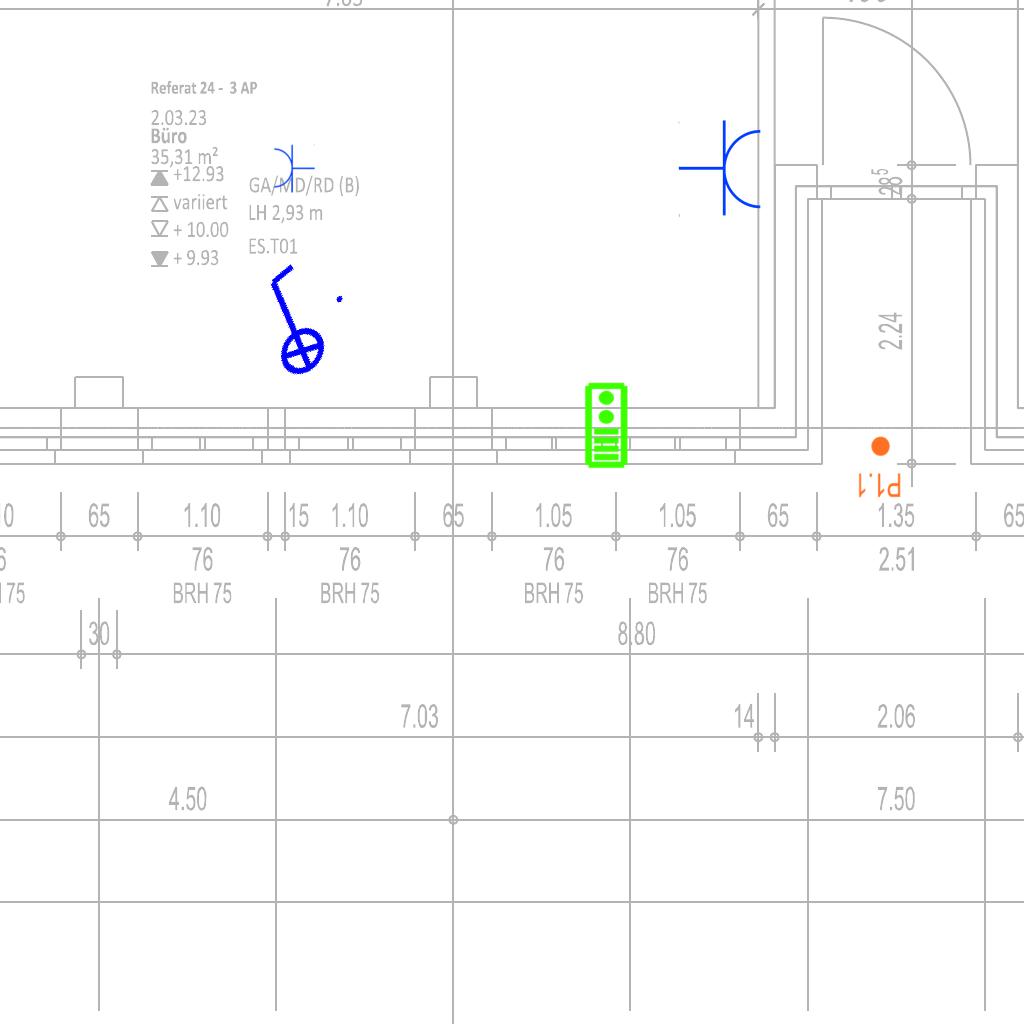 7.03
Referat 24 - 3 AP
2.03.23
Büro
35,31 m²
+12.93
variiert
+ 10.00
+ 9.93
GA/MD/RD (B)
LH 2,93 m
ES.T01
28⁵
2.24
P1.1
65 1.10 15 1.10 65 1.05 1.05 65 1.35 65
76 76 76 76 2.51
BRH 75 BRH 75 BRH 75 BRH 75
30 8.80
7.03 14 2.06
4.50 7.50